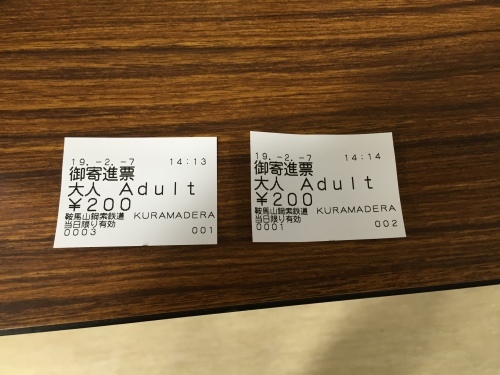 19.-2.-7 14:13
御寄進票
大人 Adult
¥200
鞍馬山鋼索鉄道 KURAMADERA
当日限り有効
0003 001
19.-2.-7 14:14
御寄進票
大人 Adult
¥200
鞍馬山鋼索鉄道 KURAMADERA
当日限り有効
0001 002